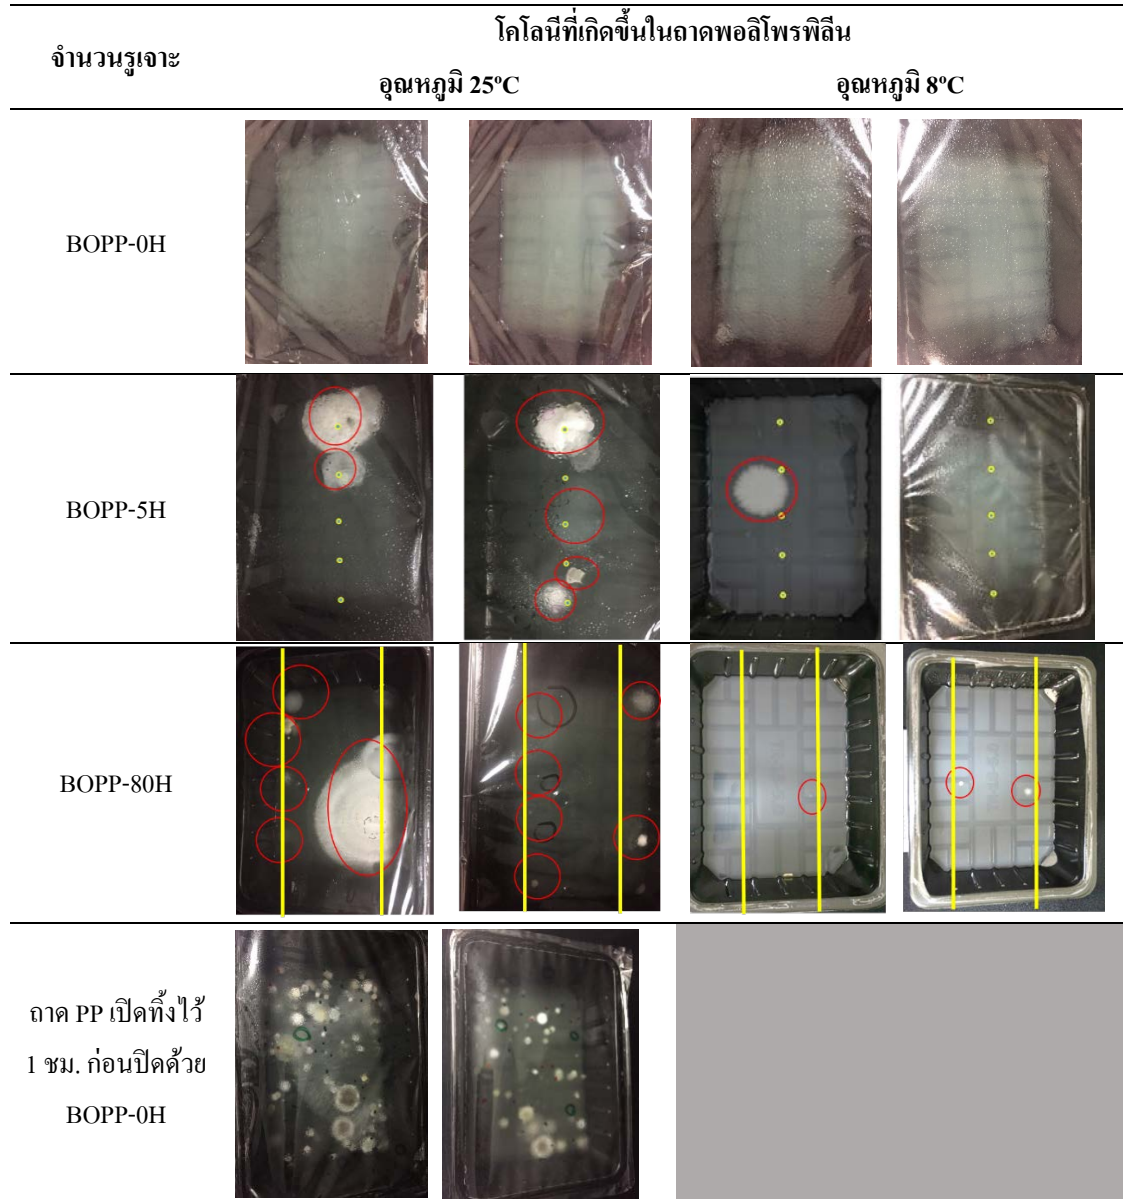 จำนวนรูเจาะ
โคโลนีที่เกิดขึ้นในถาดพอลิโพรพิลีน
อุณหภูมิ 25ºC
อุณหภูมิ 8ºC
BOPP-0H
BOPP-5H
BOPP-80H
ถาด PP เปิดทิ้งไว้
1 ชม. ก่อนปิดด้วย
BOPP-0H